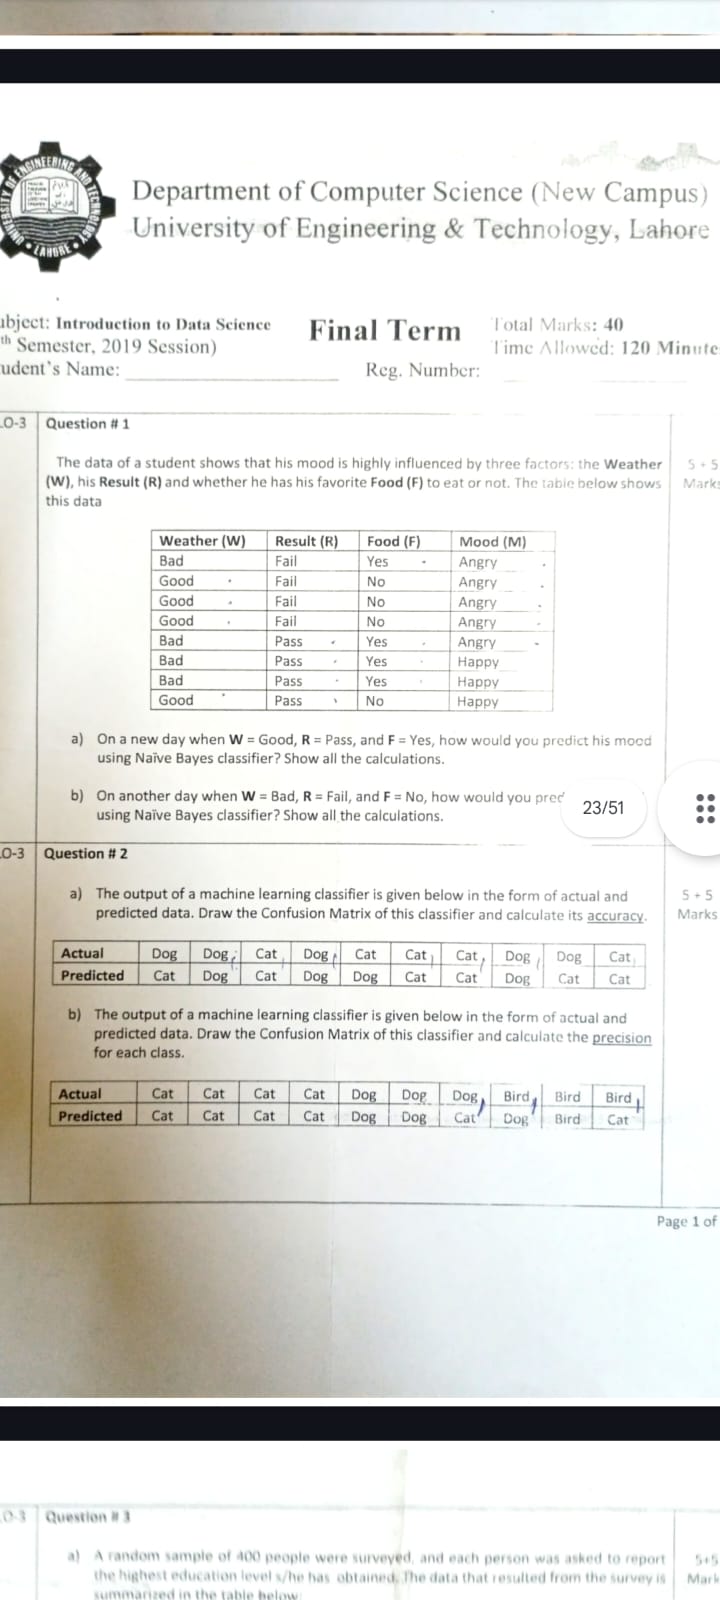 UNIVERSITY OF ENGINEERING AND TECHNOLOGY
LAHORE
Department of Computer Science (New Campus)
University of Engineering & Technology, Lahore
ubject: Introduction to Data Science
Final Term
Total Marks: 40
th Semester, 2019 Session)
Time Allowed: 120 Minute
udent's Name:
Reg. Number:
LO-3
Question # 1
The data of a student shows that his mood is highly influenced by three factors: the Weather
5 + 5
(W), his Result (R) and whether he has his favorite Food (F) to eat or not. The table below shows
Marks
this data
Weather (W) Result (R) Food (F) Mood (M)
Bad Fail Yes Angry
Good Fail No Angry
Good Fail No Angry
Good Fail No Angry
Bad Pass Yes Angry
Bad Pass Yes Happy
Bad Pass Yes Happy
Good Pass No Happy
a) On a new day when W = Good, R = Pass, and F = Yes, how would you predict his mood
using Naïve Bayes classifier? Show all the calculations.
b) On another day when W = Bad, R = Fail, and F = No, how would you pred
using Naïve Bayes classifier? Show all the calculations.
23/51
LO-3
Question # 2
a) The output of a machine learning classifier is given below in the form of actual and
5 + 5
predicted data. Draw the Confusion Matrix of this classifier and calculate its accuracy.
Marks
Actual Dog Dog Cat Dog Cat Cat Cat Dog Dog Cat
Predicted Cat Dog Cat Dog Dog Cat Cat Dog Cat Cat
b) The output of a machine learning classifier is given below in the form of actual and
predicted data. Draw the Confusion Matrix of this classifier and calculate the precision
for each class.
Actual Cat Cat Cat Cat Dog Dog Dog Bird Bird Bird
Predicted Cat Cat Cat Cat Dog Dog Cat Dog Bird Cat
Page 1 of
LO-3
Question # 3
a) A random sample of 400 people were surveyed, and each person was asked to report
5+5
the highest education level s/he has obtained. The data that resulted from the survey is
Mark
summarized in the table below: